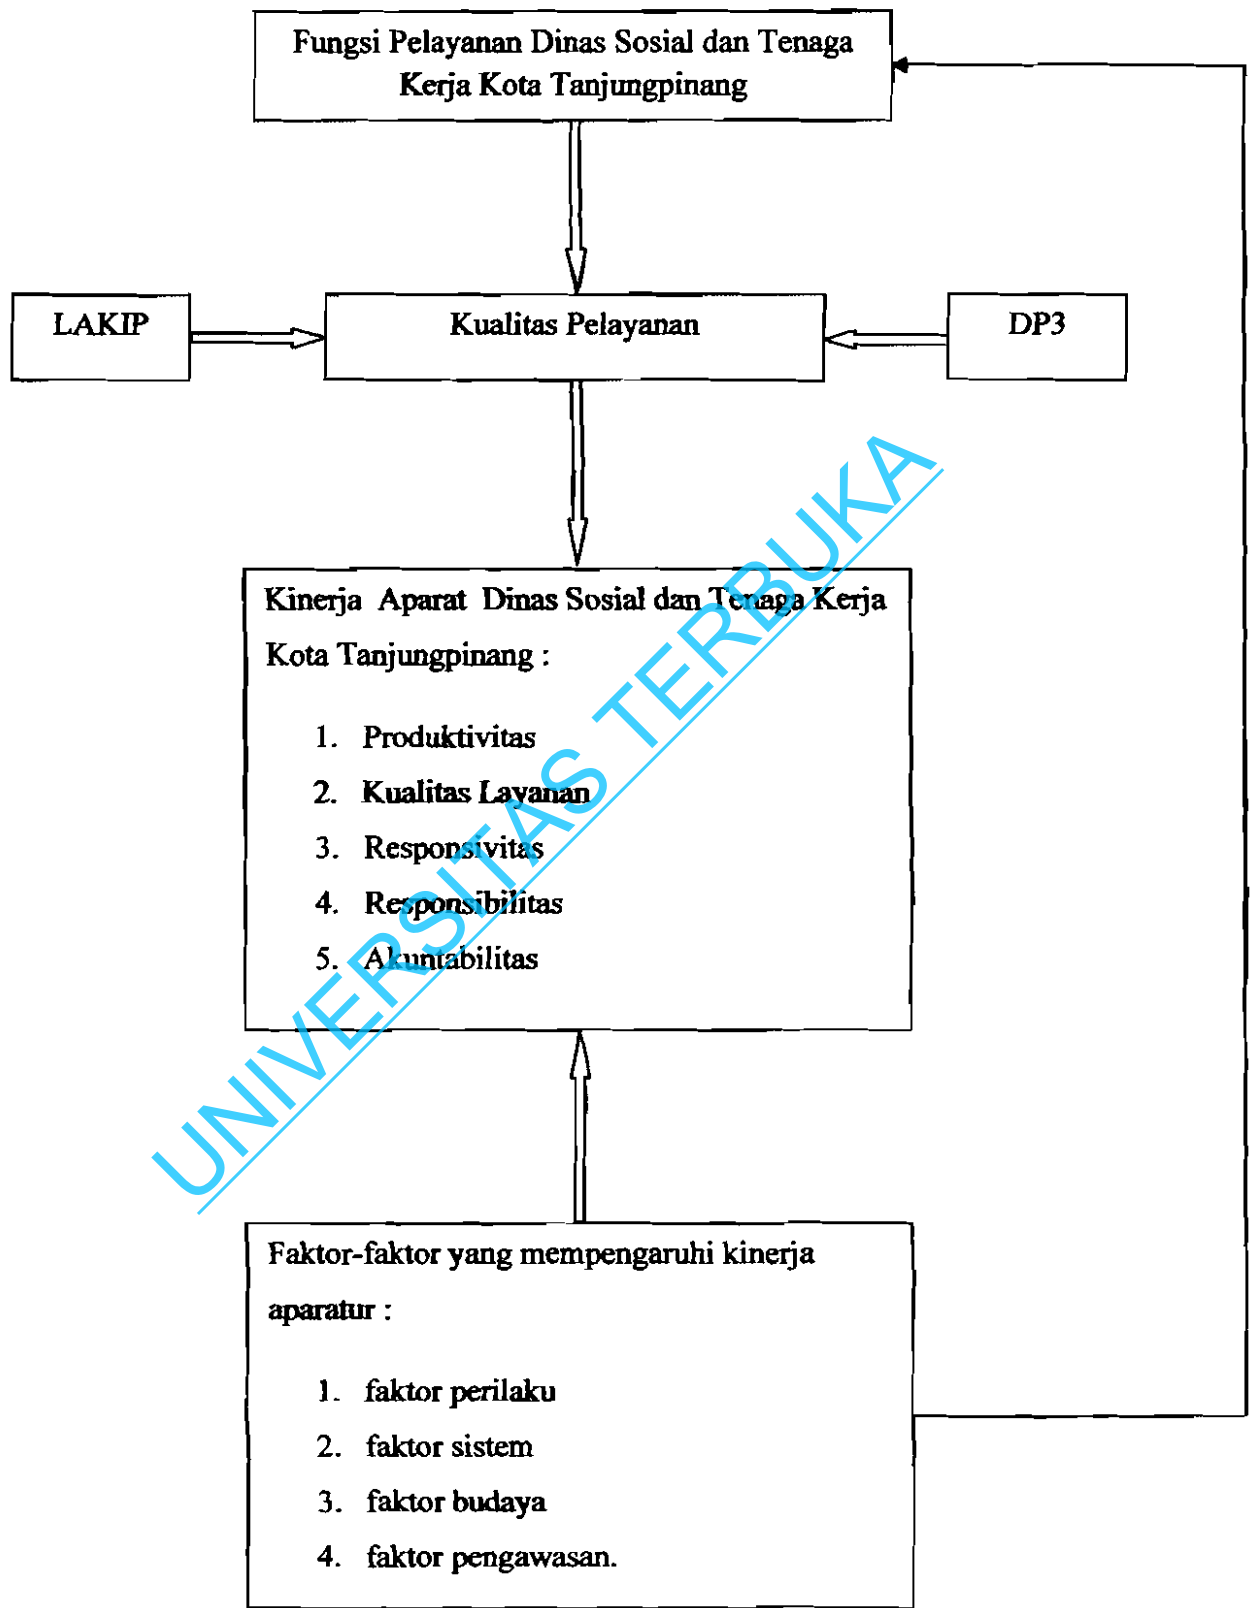 Fungsi Pelayanan Dinas Sosial dan Tenaga
Kerja Kota Tanjungpinang
LAKIP
Kualitas Pelayanan
DP3
Kinerja Aparat Dinas Sosial dan Tenaga Kerja
Kota Tanjungpinang :
1. Produktivitas
2. Kualitas Layanan
3. Responsivitas
4. Responsibilitas
5. Akuntabilitas
UNIVERSITAS TERBUKA
Faktor-faktor yang mempengaruhi kinerja
aparatur :
1. faktor perilaku
2. faktor sistem
3. faktor budaya
4. faktor pengawasan.